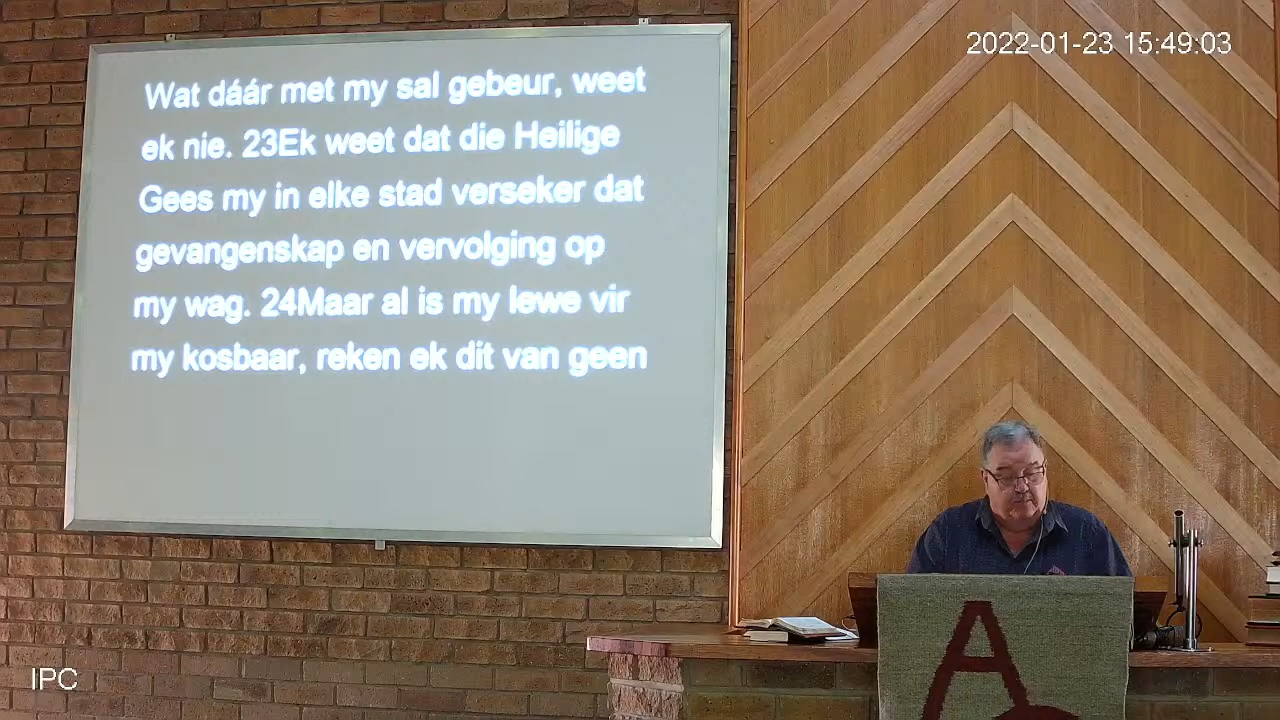 2022-01-23 15:49:03
Wat dáár met my sal gebeur, weet
ek nie. 23Ek weet dat die Heilige
Gees my in elke stad verseker dat
gevangenskap en vervolging op
my wag. 24Maar al is my lewe vir
my kosbaar, reken ek dit van geen
A
IPC